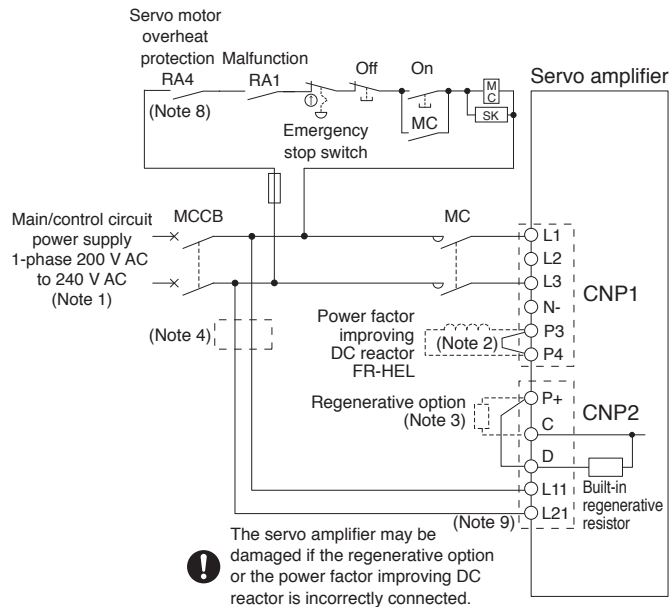 Servo motor
overheat
protection
Malfunction
RA4
RA1
Off
On
(Note 8)
MC
SK
MC
Emergency
stop switch
Servo amplifier
Main/control circuit
power supply
1-phase 200 V AC
to 240 V AC
(Note 1)
MCCB
MC
L1
L2
L3
N-
P3
P4
CNP1
(Note 4)
Power factor
improving
DC reactor
FR-HEL
(Note 2)
Regenerative option
(Note 3)
P+
C
D
L11
L21
CNP2
Built-in
regenerative
resistor
(Note 9)
The servo amplifier may be
damaged if the regenerative option
or the power factor improving DC
reactor is incorrectly connected.